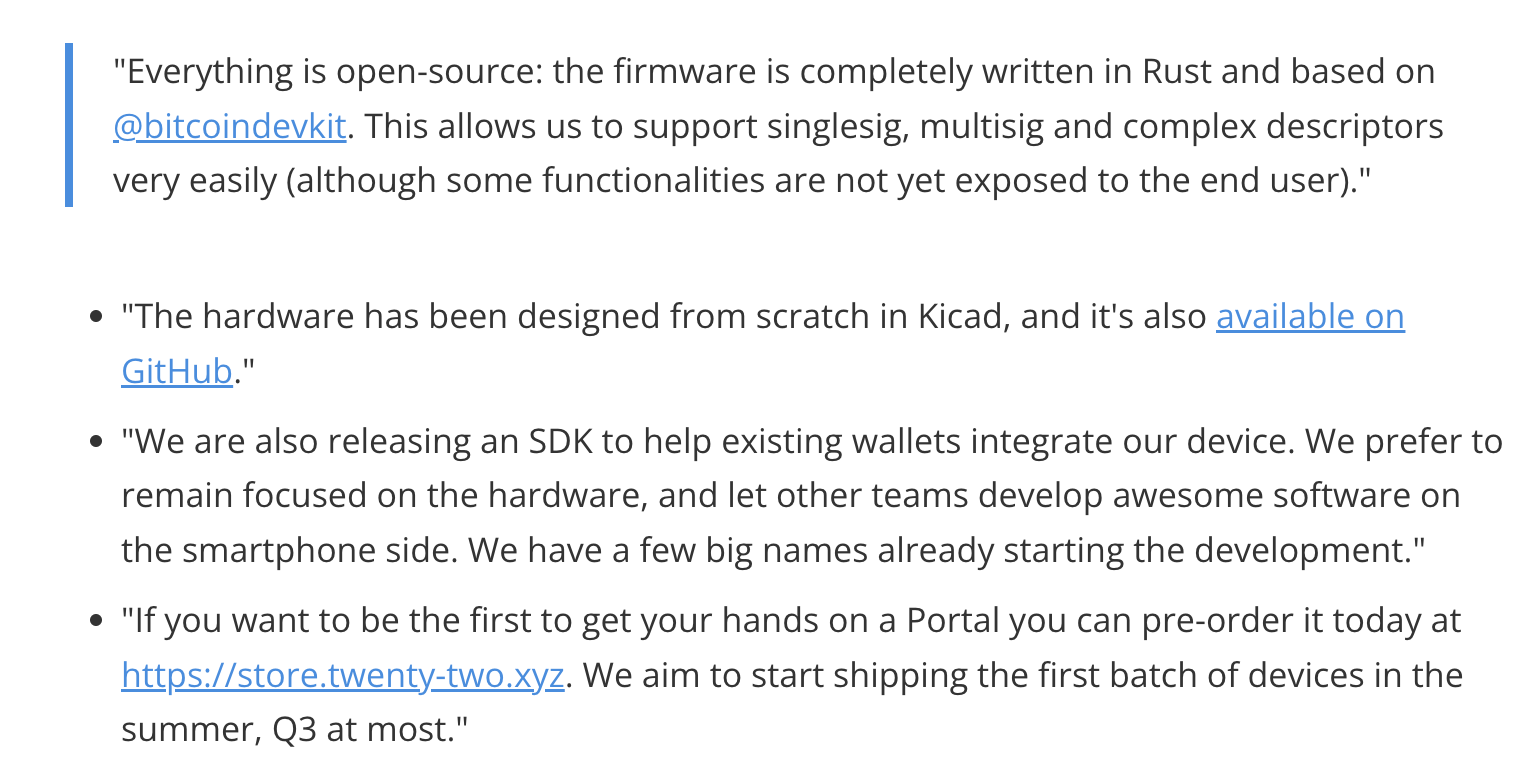 "Everything is open-source: the firmware is completely written in Rust and based on
@bitcoindevkit. This allows us to support singlesig, multisig and complex descriptors
very easily (although some functionalities are not yet exposed to the end user)."
• "The hardware has been designed from scratch in Kicad, and it's also available on
GitHub."
• "We are also releasing an SDK to help existing wallets integrate our device. We prefer to
remain focused on the hardware, and let other teams develop awesome software on
the smartphone side. We have a few big names already starting the development."
• "If you want to be the first to get your hands on a Portal you can pre-order it today at
https://store.twenty-two.xyz. We aim to start shipping the first batch of devices in the
summer, Q3 at most."